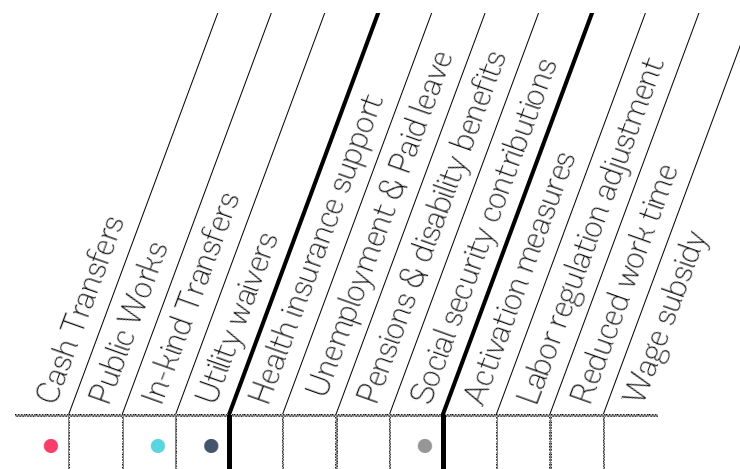 Cash Transfers
Public Works
In-kind Transfers
Utility waivers
Health insurance support
Unemployment & Paid leave
Pensions & disability benefits
Social security contributions
Activation measures
Labor regulation adjustment
Reduced work time
Wage subsidy